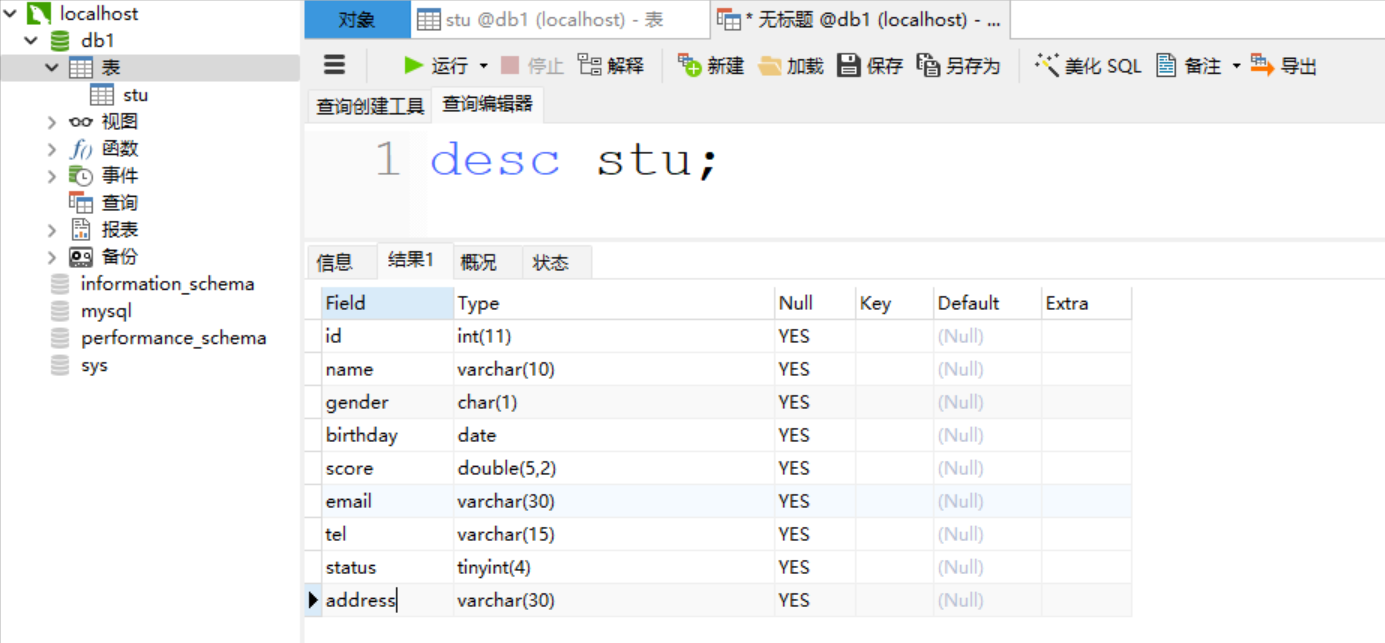 localhost
db1
表
stu
视图
函数
事件
查询
报表
备份
information_schema
mysql
performance_schema
sys
对象 stu @db1 (localhost) - 表 * 无标题 @db1 (localhost) - ...
运行 停止 解释 新建 加载 保存 另存为 美化 SQL 备注 导出
查询创建工具 查询编辑器
1 desc stu;
信息 结果1 概况 状态
Field Type Null Key Default Extra
id int(11) YES (Null)
name varchar(10) YES (Null)
gender char(1) YES (Null)
birthday date YES (Null)
score double(5,2) YES (Null)
email varchar(30) YES (Null)
tel varchar(15) YES (Null)
status tinyint(4) YES (Null)
address varchar(30) YES (Null)